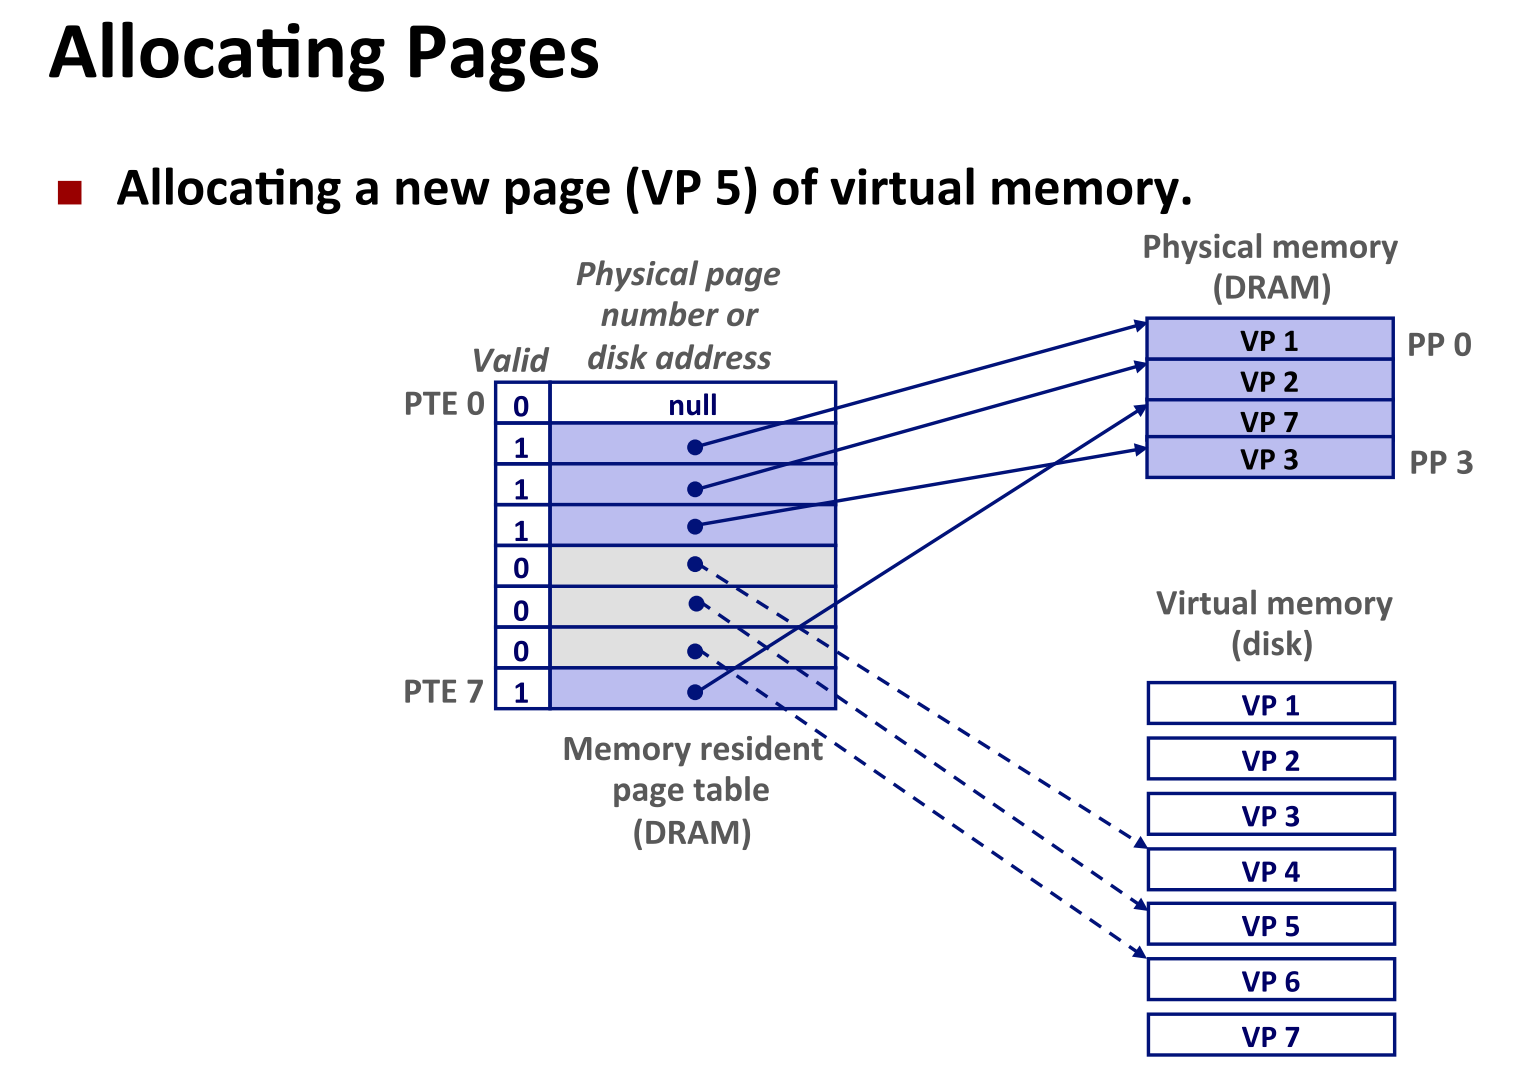 Allocating Pages
Allocating a new page (VP 5) of virtual memory.
Physical memory
(DRAM)
Physical page
number or
disk address
Valid
VP 1
PP 0
VP 2
VP 7
VP 3
PP 3
PTE 0
0
null
1
1
1
0
0
0
PTE 7
1
Memory resident
page table
(DRAM)
Virtual memory
(disk)
VP 1
VP 2
VP 3
VP 4
VP 5
VP 6
VP 7